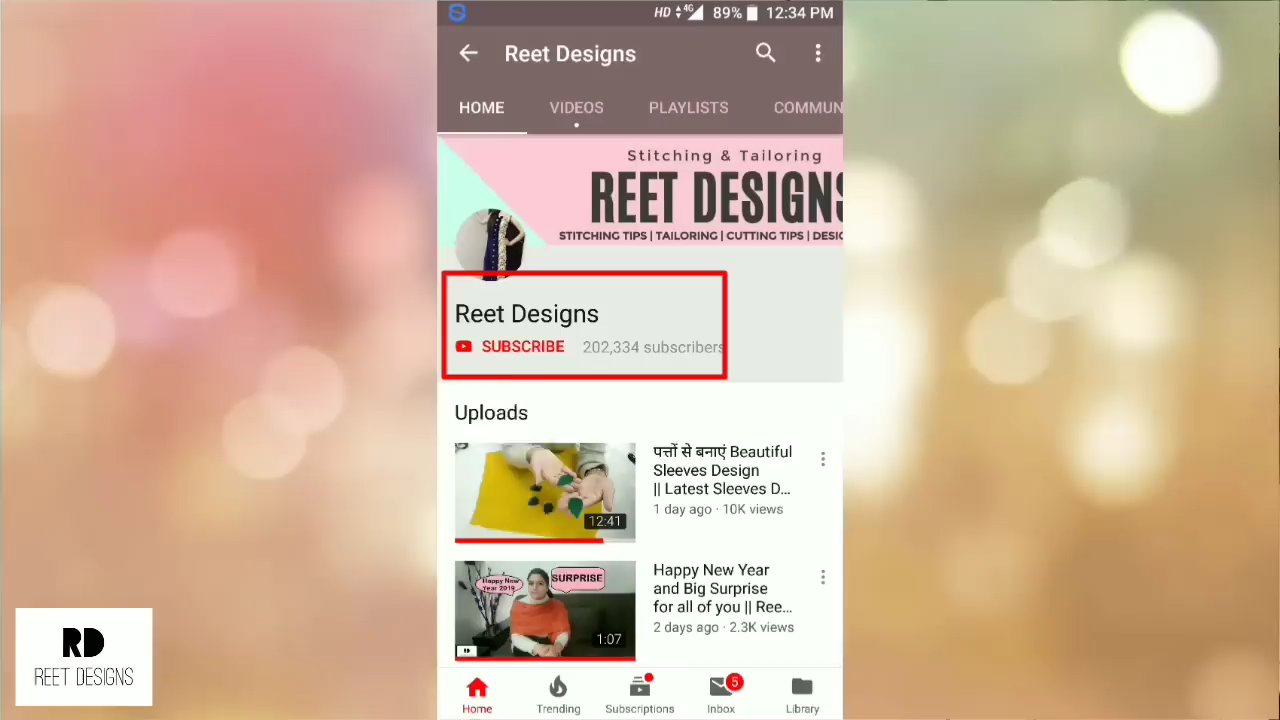 HD 4G 89% 12:34 PM
Reet Designs
HOME VIDEOS PLAYLISTS COMMUN
Stitching & Tailoring
REET DESIGNS
STITCHING TIPS | TAILORING | CUTTING TIPS | DESIG
Reet Designs
SUBSCRIBE 202,334 subscribers
Uploads
पत्तों से बनाएं Beautiful
Sleeves Design
|| Latest Sleeves D...
1 day ago · 10K views
12:41
Happy New Year
and Big Surprise
for all of you || Ree...
2 days ago · 2.3K views
Happy New
Year 2019
SURPRISE
1:07
RD
Home Trending Subscriptions Inbox 5 Library
RD
REET DESIGNS